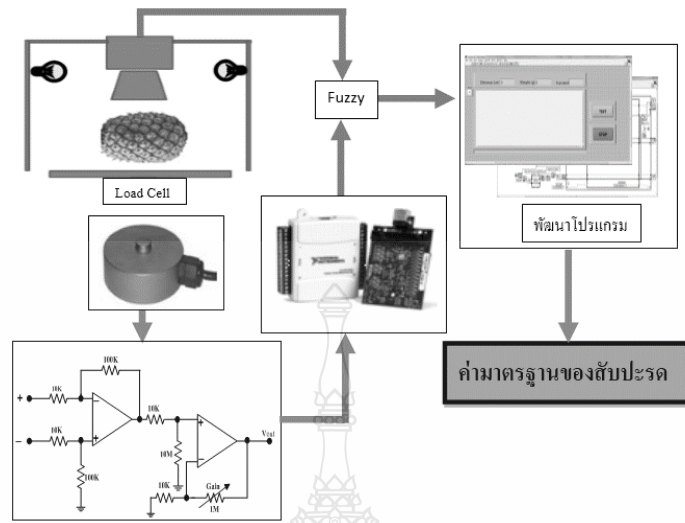 Fuzzy
Load Cell
พัฒนาโปรแกรม
NATIONAL INSTRUMENTS
ค่ามาตรฐานของสับปะรด
100K
10K
+
−
+
10K
−
+
100K
10K
10M
+
−
Vout
10K
Gain
1M